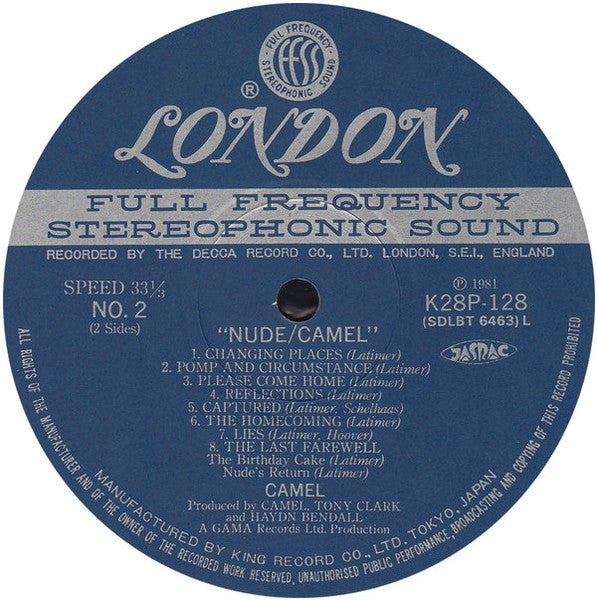 FULL FREQUENCY
STEREOPHONIC SOUND
ffss
®
LONDON
FULL FREQUENCY
STEREOPHONIC SOUND
RECORDED BY THE DECCA RECORD CO., LTD. LONDON, S.E.I., ENGLAND
SPEED 33⅓
NO. 2
(2 Sides)
℗ 1981
K28P-128
(SDLBT 6463) L
JASRAC
"NUDE/CAMEL"
1. CHANGING PLACES (Latimer)
2. POMP AND CIRCUMSTANCE (Latimer)
3. PLEASE COME HOME (Latimer)
4. REFLECTIONS (Latimer)
5. CAPTURED (Latimer, Schelhaas)
6. THE HOMECOMING (Latimer)
7. LIES (Latimer, Hoover)
8. THE LAST FAREWELL
The Birthday Cake (Latimer)
Nude's Return (Latimer)
CAMEL
Produced by CAMEL, TONY CLARK
and HAYDN BENDALL
A GAMA Records Ltd. Production
MANUFACTURED BY KING RECORD CO., LTD. TOKYO, JAPAN
ALL RIGHTS OF THE MANUFACTURER AND OF THE OWNER OF THE RECORDED WORK RESERVED. UNAUTHORISED PUBLIC PERFORMANCE, BROADCASTING AND COPYING OF THIS RECORD PROHIBITED